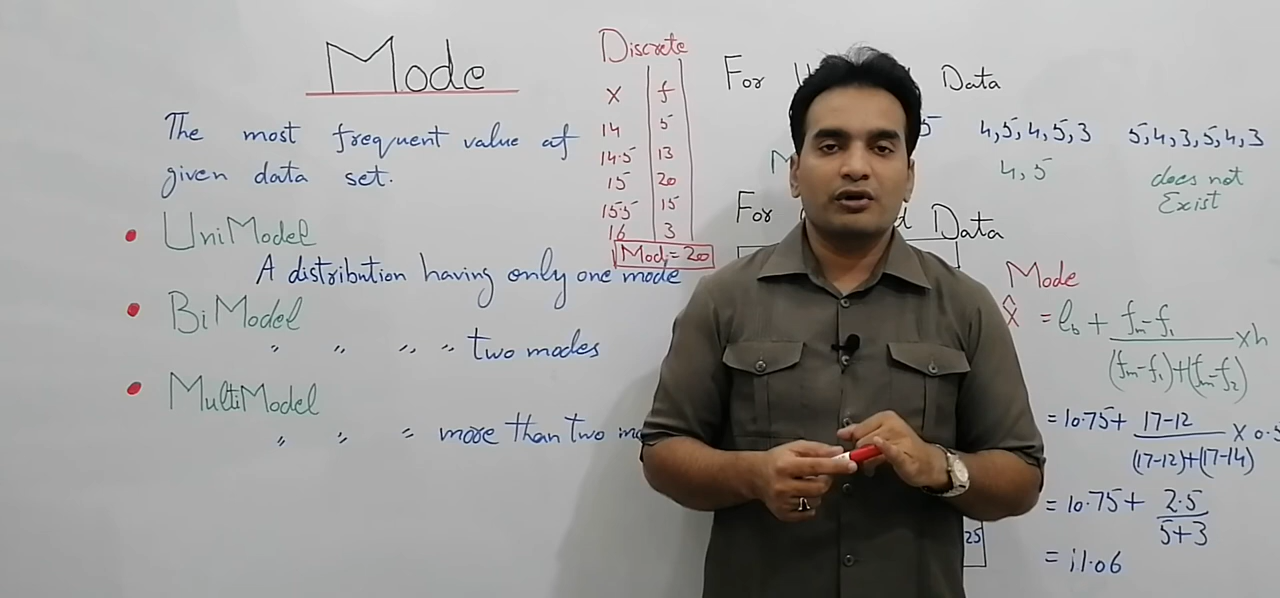 Mode
The most frequent value of
given data set.
• UniModel
A distribution having only one mode
• BiModel
" " " " two modes
• MultiModel
" " = more than two
Discrete
X f
14 5
14.5 13
15 20
15.5 15
16 3
Mod = 20
For Data
5 4,5,4,5,3 5,4,3,5,4,3
4,5 does not
Exist
For d Data
Mode
X̂ = lb + fm-f1 / (fm-f1)+(fm-f2) × h
= 10.75 + 17-12 / (17-12)+(17-14) × 0.5
= 10.75 + 2.5 / 5+3
= 11.06
25